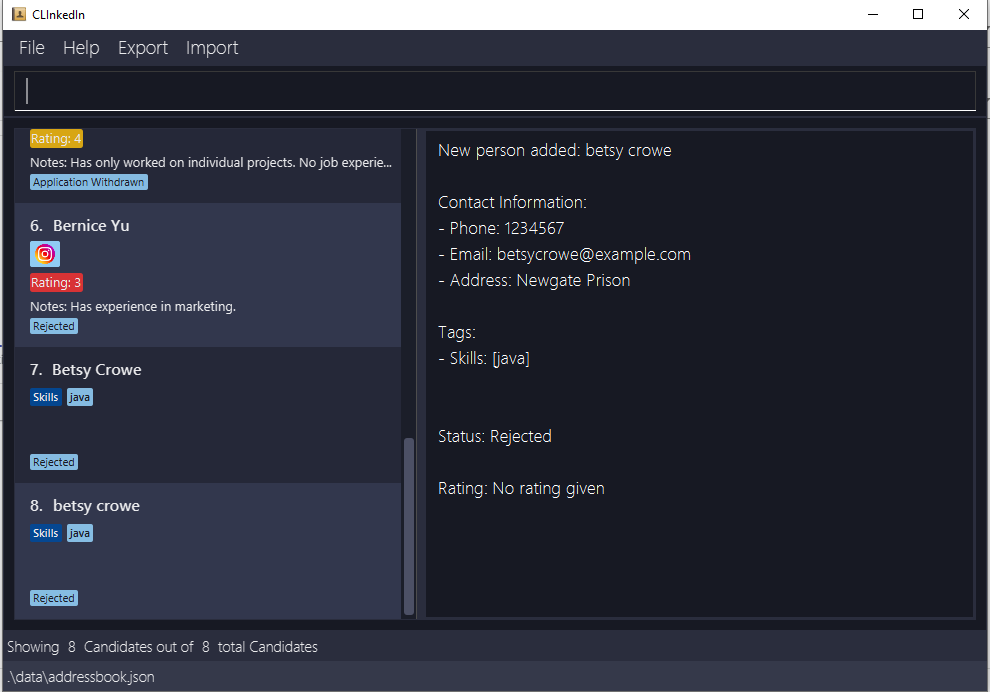 CLInkedIn
File Help Export Import
Rating: 4
Notes: Has only worked on individual projects. No job experie...
Application Withdrawn
6. Bernice Yu
Rating: 3
Notes: Has experience in marketing.
Rejected
7. Betsy Crowe
Skills java
Rejected
8. betsy crowe
Skills java
Rejected
New person added: betsy crowe
Contact Information:
- Phone: 1234567
- Email: betsycrowe@example.com
- Address: Newgate Prison
Tags:
- Skills: [java]
Status: Rejected
Rating: No rating given
Showing 8 Candidates out of 8 total Candidates
.\data\addressbook.json